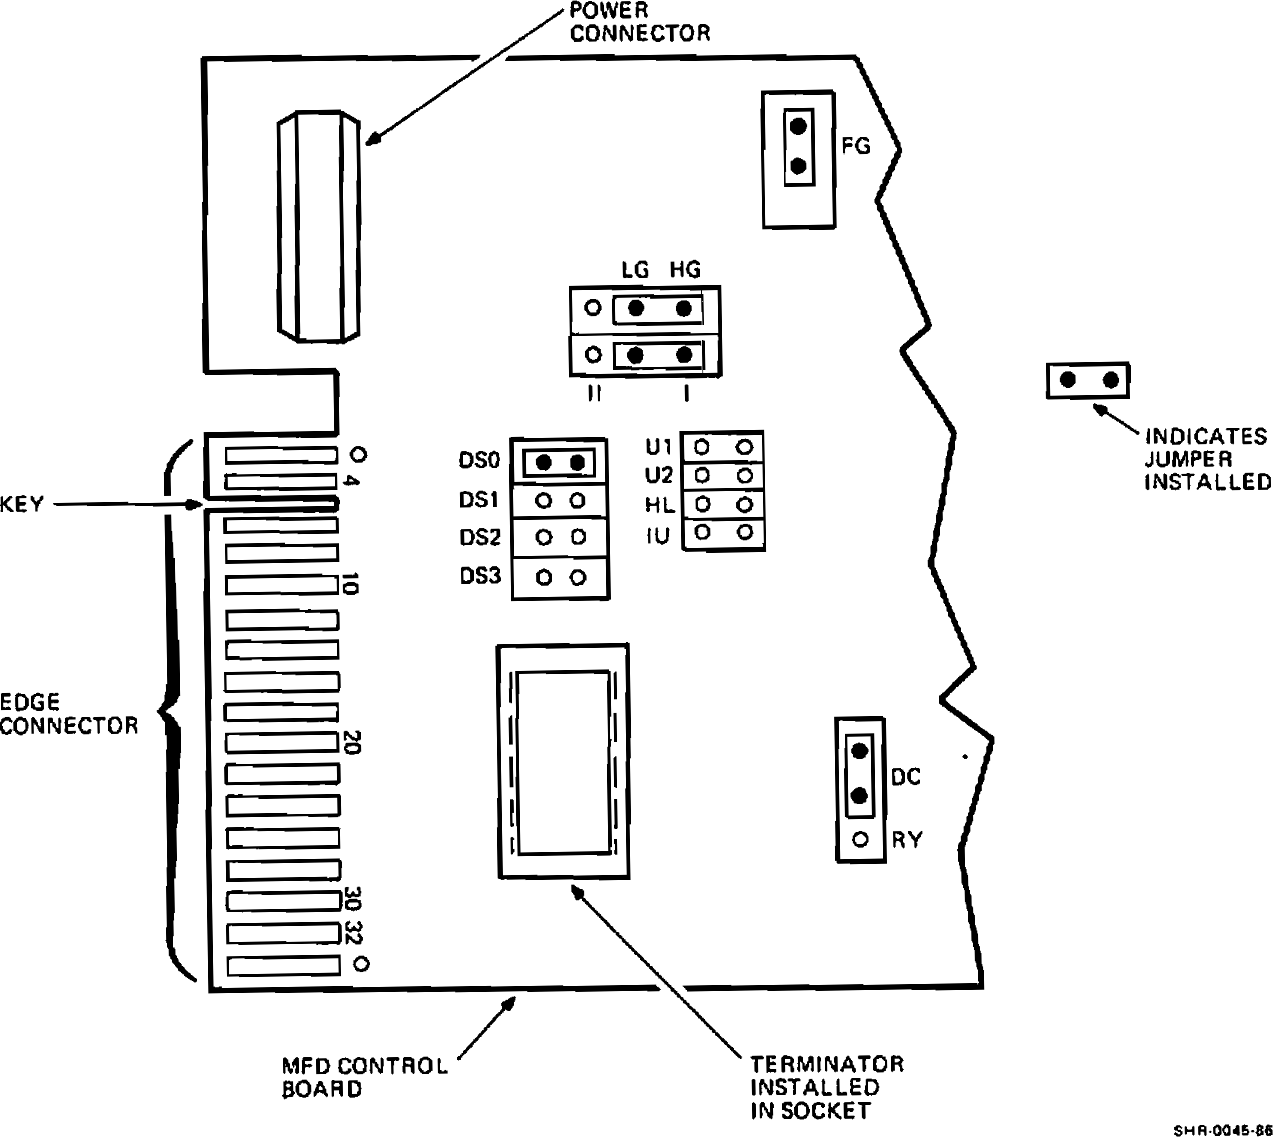 POWER
CONNECTOR
FG
LG HG
II I
INDICATES
JUMPER
INSTALLED
DS0
DS1
DS2
DS3
U1
U2
HL
IU
4
KEY
10
EDGE
CONNECTOR
20
DC
RY
30
32
MFD CONTROL
BOARD
TERMINATOR
INSTALLED
IN SOCKET
SHR-0045-86